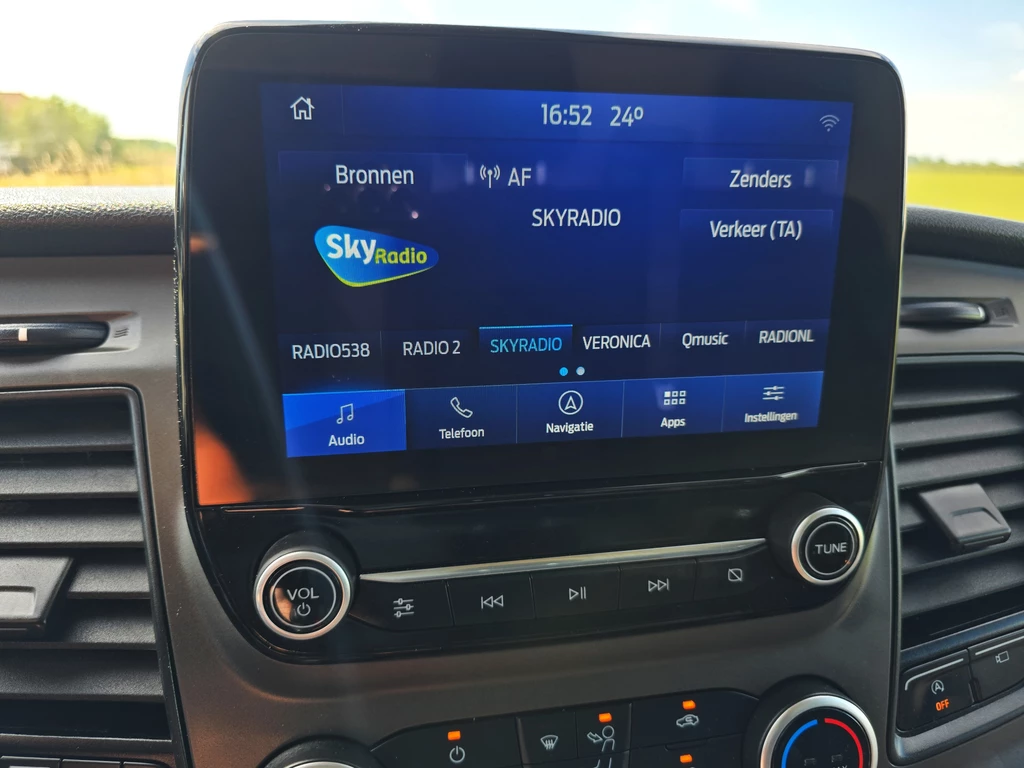 16:52 24º
Bronnen AF Zenders
SKYRADIO
Verkeer (TA)
Sky Radio
RADIO538 RADIO 2 SKYRADIO VERONICA Qmusic RADIONL
Audio Telefoon Navigatie Apps Instellingen
VOL TUNE
A OFF